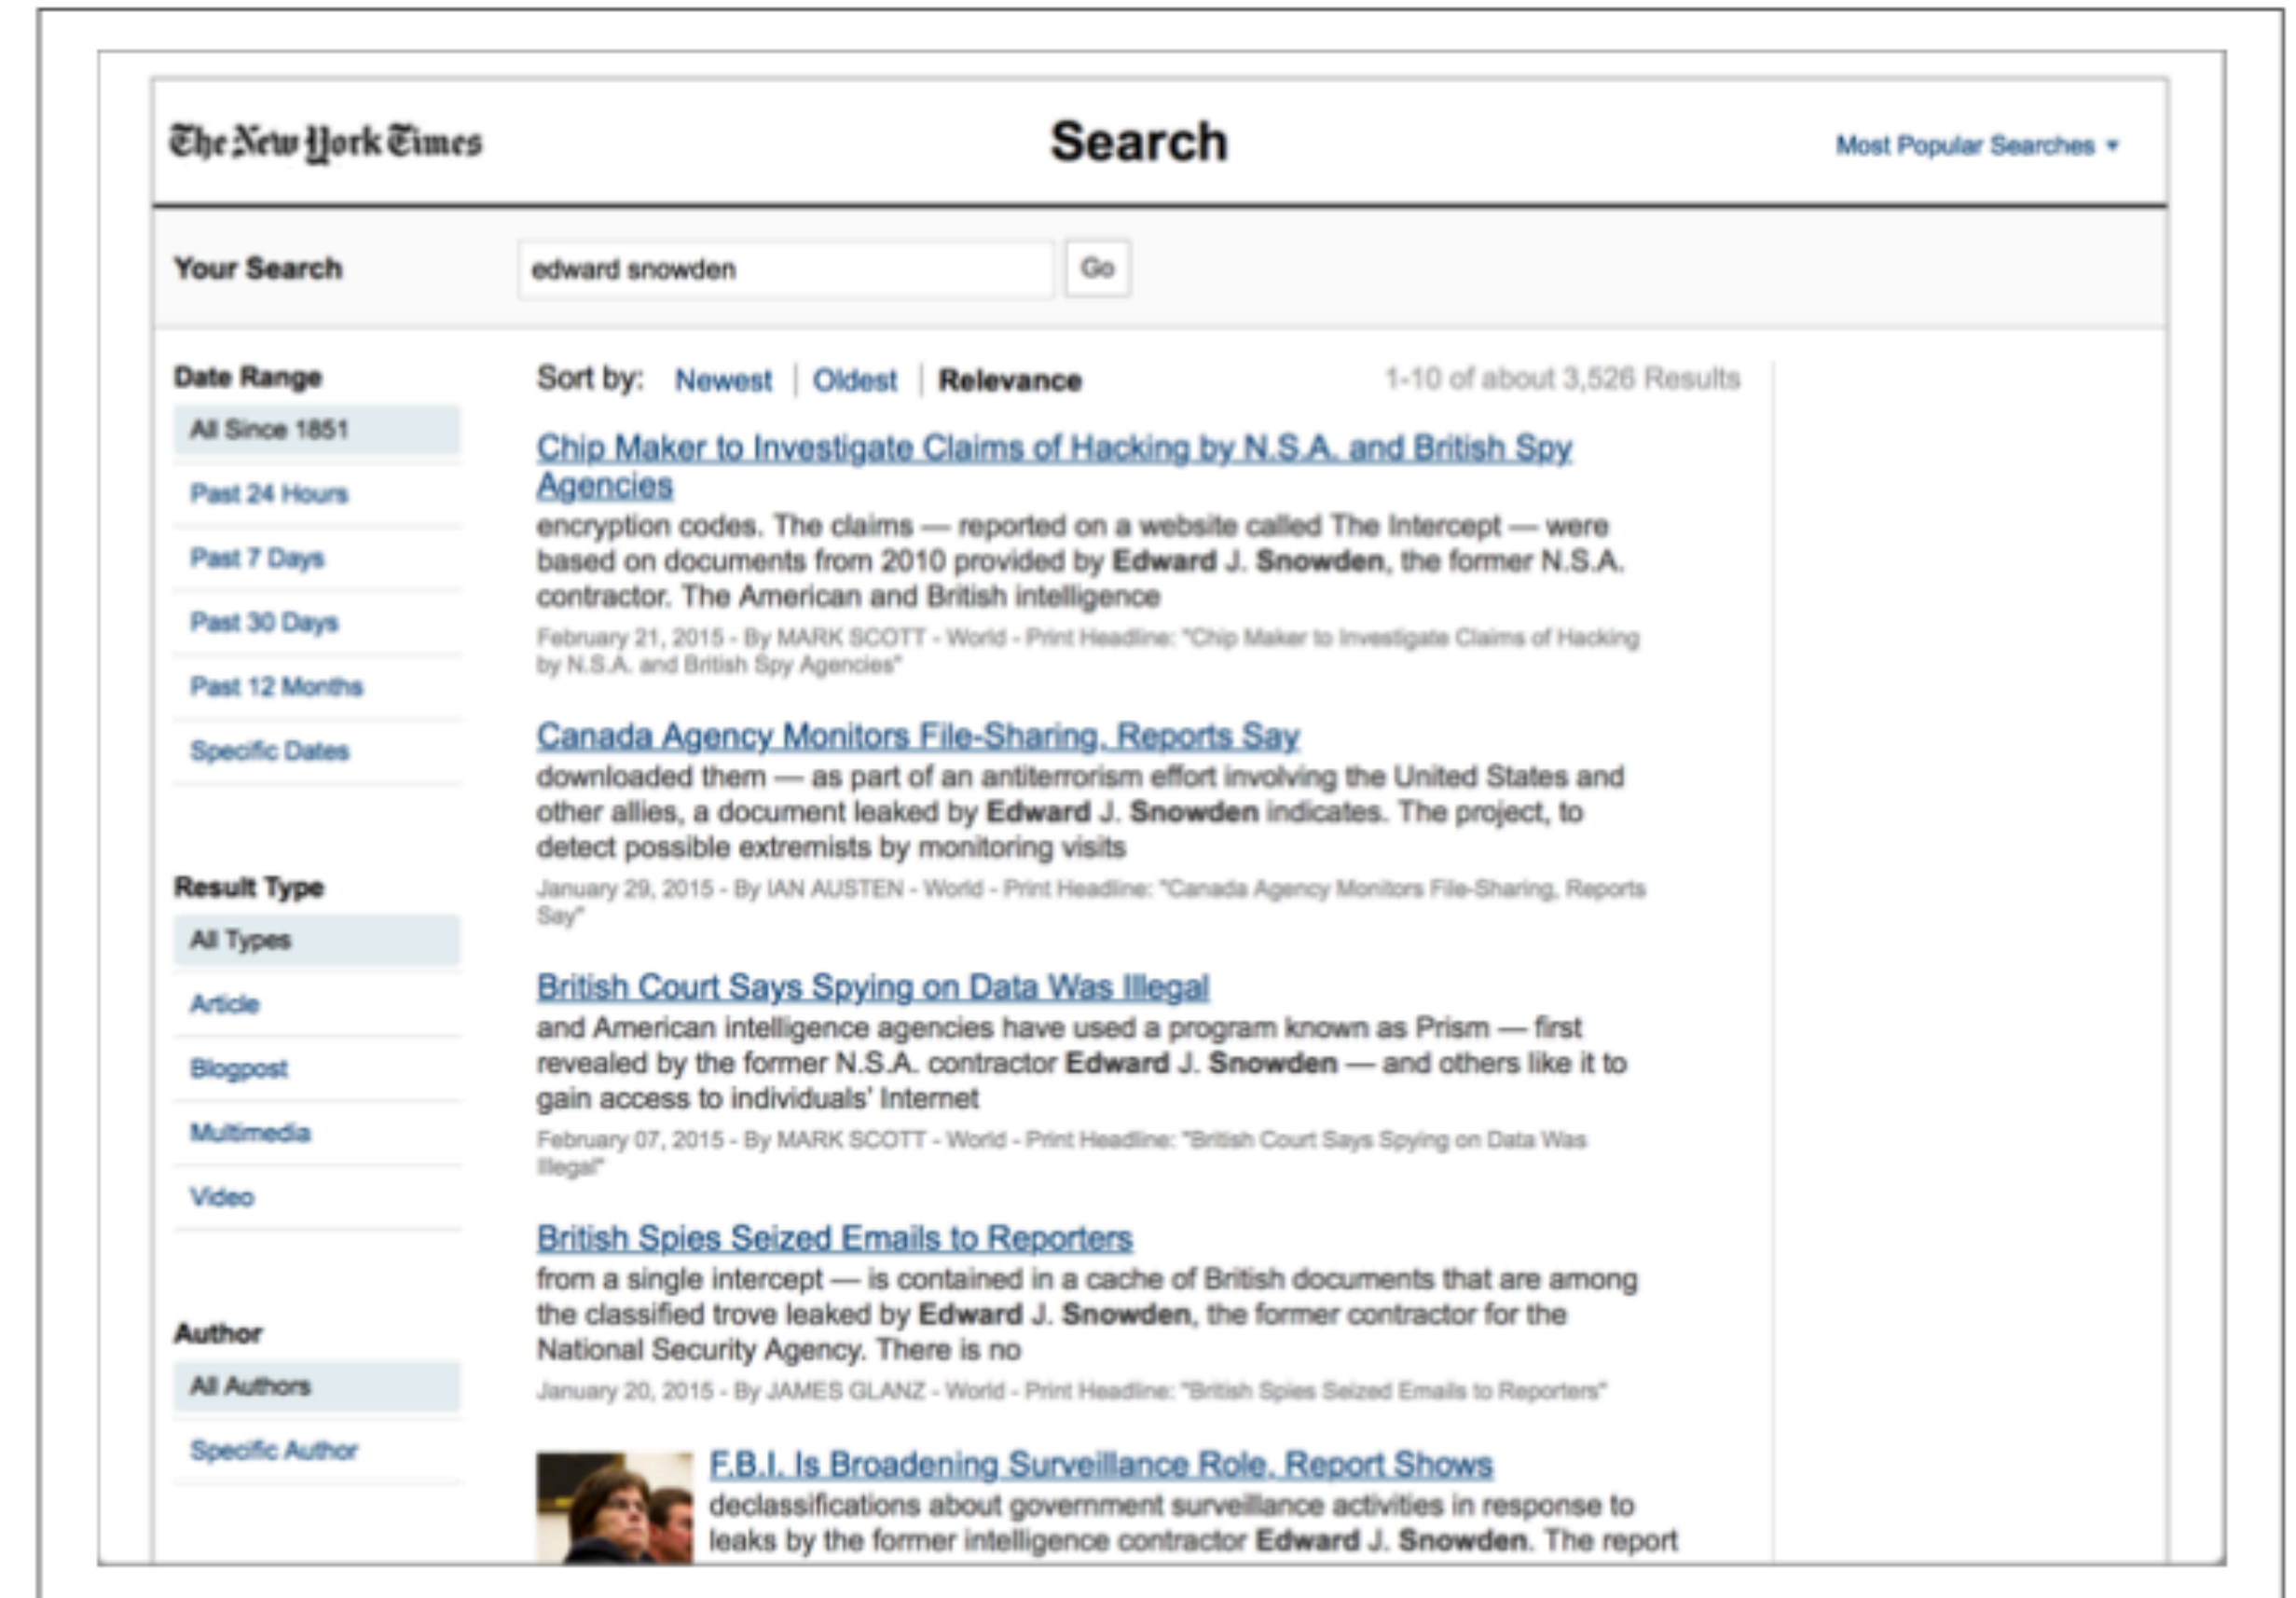 The New York Times
Search
Most Popular Searches ▼
Your Search
edward snowden
Go
Date Range
All Since 1851
Past 24 Hours
Past 7 Days
Past 30 Days
Past 12 Months
Specific Dates
Result Type
All Types
Article
Blogpost
Multimedia
Video
Author
All Authors
Specific Author
Sort by: Newest | Oldest | Relevance
1-10 of about 3,526 Results
Chip Maker to Investigate Claims of Hacking by N.S.A. and British Spy
Agencies
encryption codes. The claims — reported on a website called The Intercept — were
based on documents from 2010 provided by Edward J. Snowden, the former N.S.A.
contractor. The American and British intelligence
February 21, 2015 - By MARK SCOTT - World - Print Headline: "Chip Maker to Investigate Claims of Hacking
by N.S.A. and British Spy Agencies"
Canada Agency Monitors File-Sharing, Reports Say
downloaded them — as part of an antiterrorism effort involving the United States and
other allies, a document leaked by Edward J. Snowden indicates. The project, to
detect possible extremists by monitoring visits
January 29, 2015 - By IAN AUSTEN - World - Print Headline: "Canada Agency Monitors File-Sharing, Reports
Say"
British Court Says Spying on Data Was Illegal
and American intelligence agencies have used a program known as Prism — first
revealed by the former N.S.A. contractor Edward J. Snowden — and others like it to
gain access to individuals' Internet
February 07, 2015 - By MARK SCOTT - World - Print Headline: "British Court Says Spying on Data Was
Illegal"
British Spies Seized Emails to Reporters
from a single intercept — is contained in a cache of British documents that are among
the classified trove leaked by Edward J. Snowden, the former contractor for the
National Security Agency. There is no
January 20, 2015 - By JAMES GLANZ - World - Print Headline: "British Spies Seized Emails to Reporters"
F.B.I. Is Broadening Surveillance Role, Report Shows
declassifications about government surveillance activities in response to
leaks by the former intelligence contractor Edward J. Snowden. The report